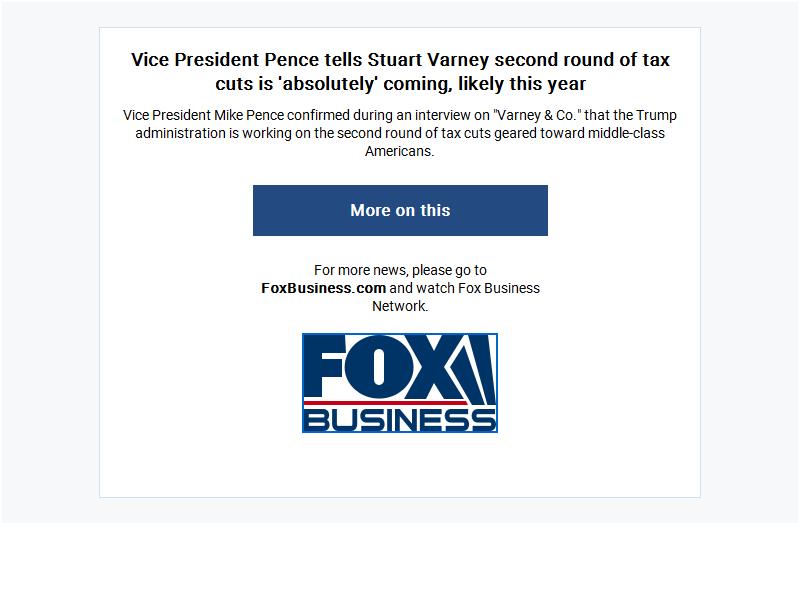 Vice President Pence tells Stuart Varney second round of tax
cuts is 'absolutely' coming, likely this year
Vice President Mike Pence confirmed during an interview on "Varney & Co." that the Trump
administration is working on the second round of tax cuts geared toward middle-class
Americans.
More on this
For more news, please go to
FoxBusiness.com and watch Fox Business
Network.
FOX
BUSINESS